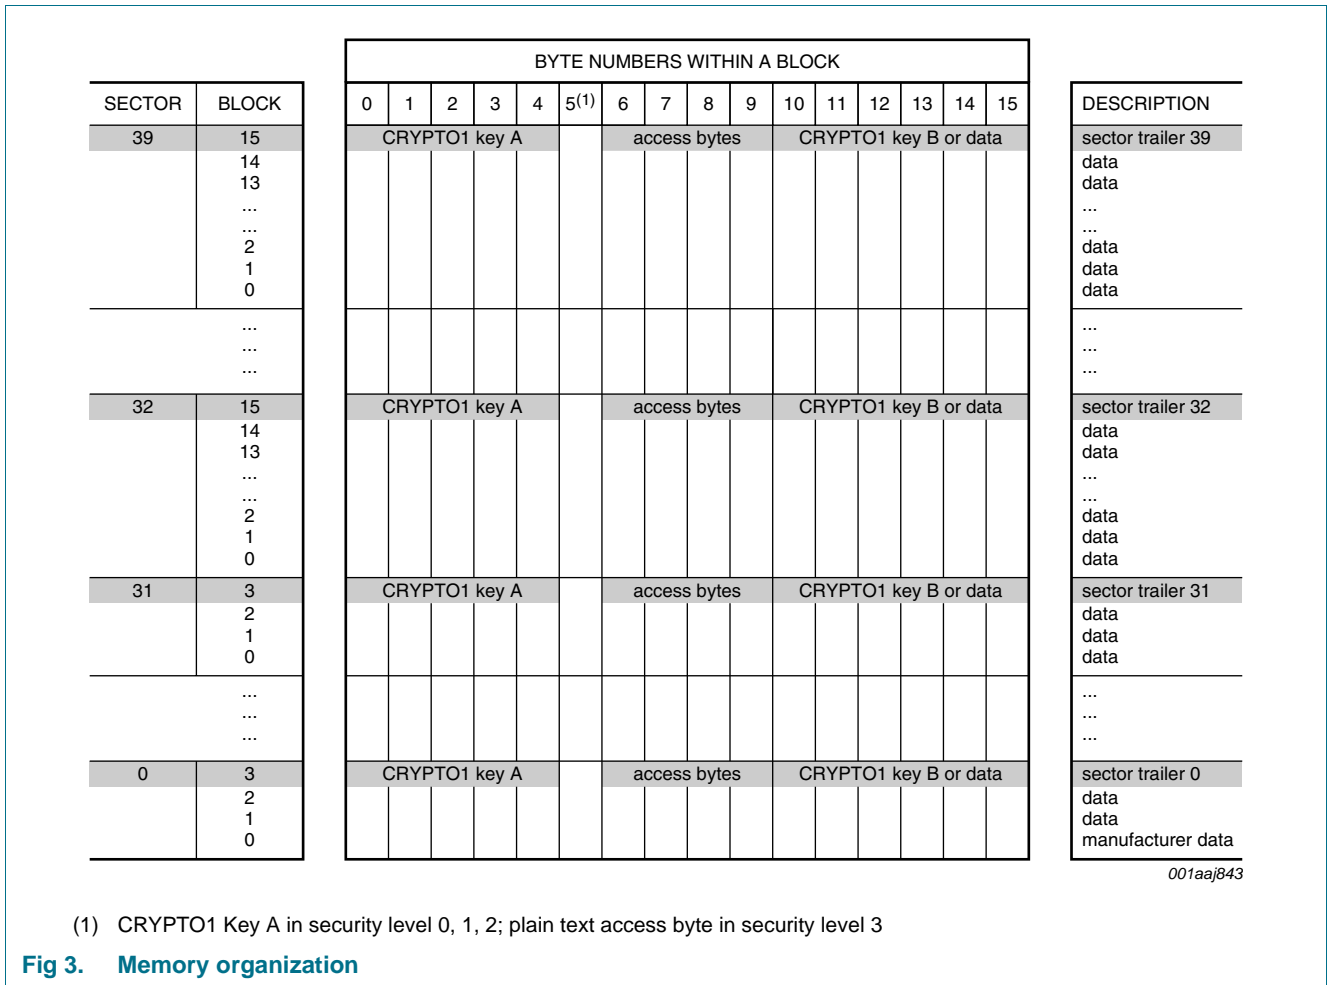 BYTE NUMBERS WITHIN A BLOCK
SECTOR BLOCK 0 1 2 3 4 5(1) 6 7 8 9 10 11 12 13 14 15 DESCRIPTION
39 15 CRYPTO1 key A access bytes CRYPTO1 key B or data sector trailer 39
14 data
13 data
... ...
... ...
2 data
1 data
0 data
... ...
... ...
... ...
32 15 CRYPTO1 key A access bytes CRYPTO1 key B or data sector trailer 32
14 data
13 data
... ...
... ...
2 data
1 data
0 data
31 3 CRYPTO1 key A access bytes CRYPTO1 key B or data sector trailer 31
2 data
1 data
0 data
... ...
... ...
... ...
0 3 CRYPTO1 key A access bytes CRYPTO1 key B or data sector trailer 0
2 data
1 data
0 manufacturer data
001aaj843
(1) CRYPTO1 Key A in security level 0, 1, 2; plain text access byte in security level 3
Fig 3. Memory organization